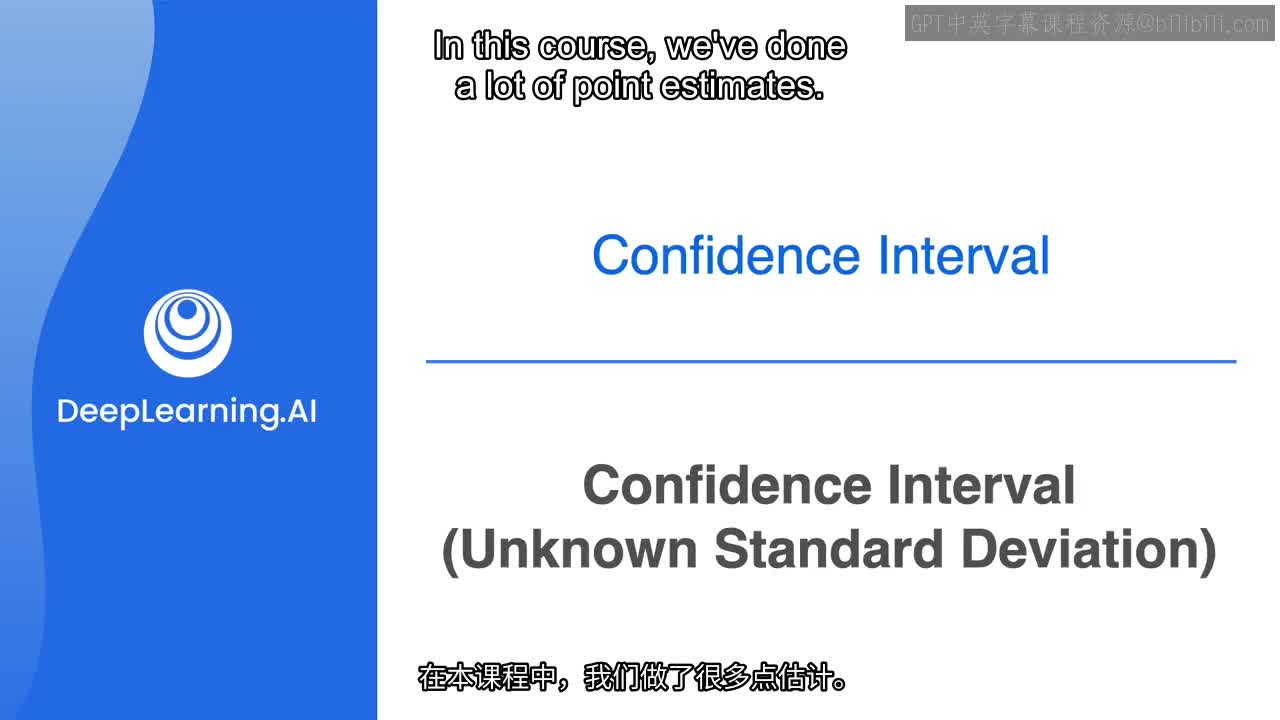 GPT中英字幕课程资源@bilibili.com
In this course, we've done
a lot of point estimates.
Confidence Interval
DeepLearning.AI
Confidence Interval
(Unknown Standard Deviation)
在本课程中，我们做了很多点估计。